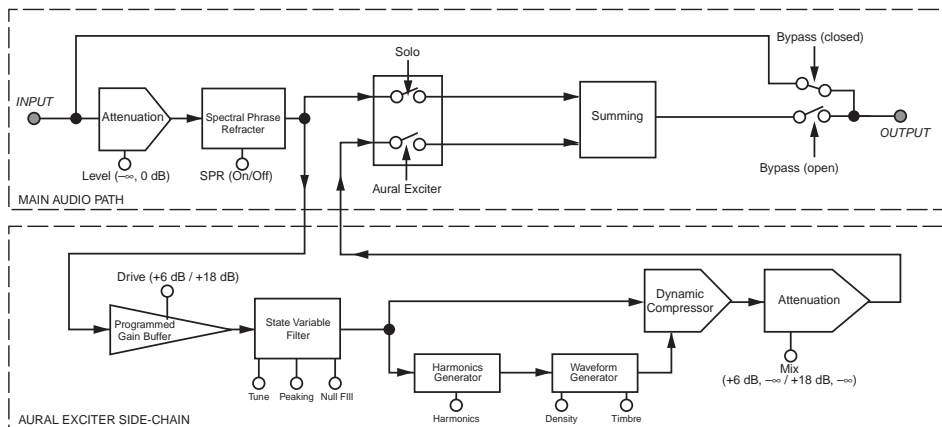 Bypass (closed)
Solo
INPUT
Attenuation
Spectral Phrase
Refracter
Summing
OUTPUT
Level (–∞, 0 dB)
SPR (On/Off)
Aural Exciter
Bypass (open)
MAIN AUDIO PATH
Drive (+6 dB / +18 dB)
Programmed
Gain Buffer
State Variable
Filter
Dynamic
Compressor
Attenuation
Harmonics
Generator
Waveform
Generator
Mix
(+6 dB, –∞ / +18 dB, –∞)
Tune
Peaking
Null FIll
Harmonics
Density
Timbre
AURAL EXCITER SIDE-CHAIN